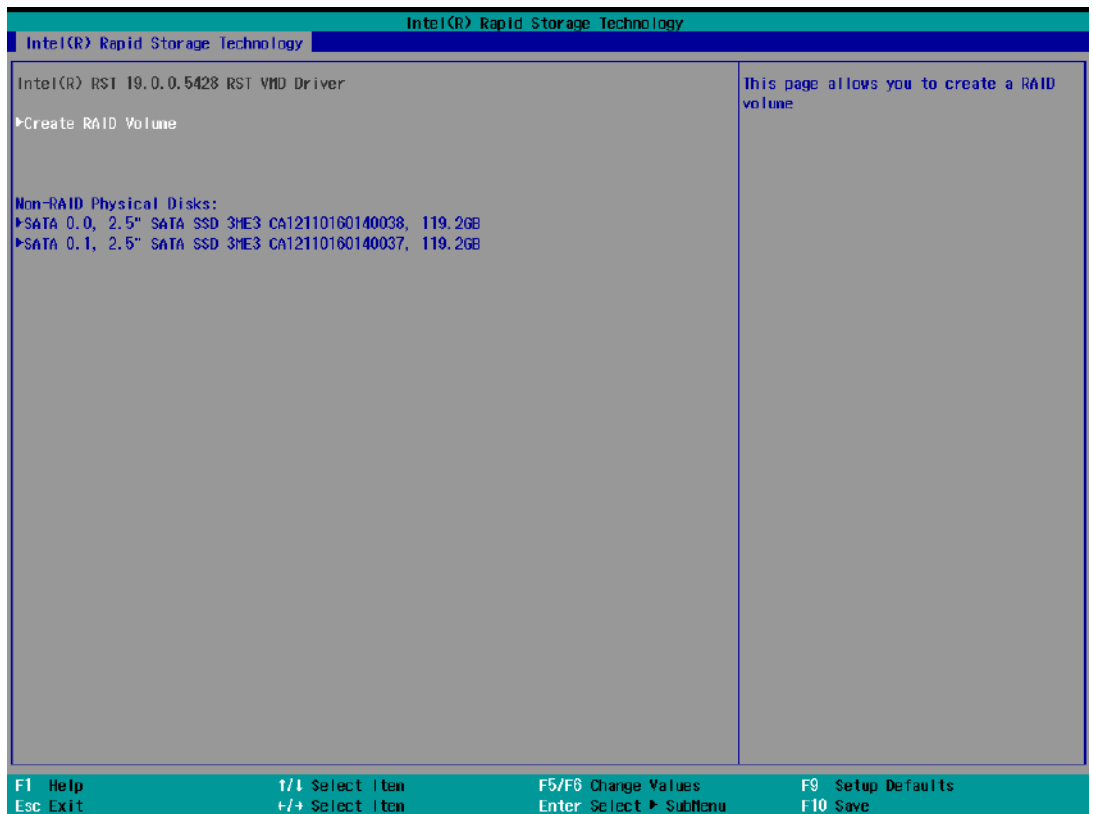 Intel(R) Rapid Storage Technology
Intel(R) Rapid Storage Technology
Intel(R) RST 19.0.0.5428 RST VMD Driver
▶Create RAID Volume
Non-RAID Physical Disks:
▶SATA 0.0, 2.5" SATA SSD 3ME3 CA12110160140038, 119.2GB
▶SATA 0.1, 2.5" SATA SSD 3ME3 CA12110160140037, 119.2GB
This page allows you to create a RAID
volume
F1 Help ↑/↓ Select Item F5/F6 Change Values F9 Setup Defaults
Esc Exit ←/→ Select Item Enter Select ▶ SubMenu F10 Save